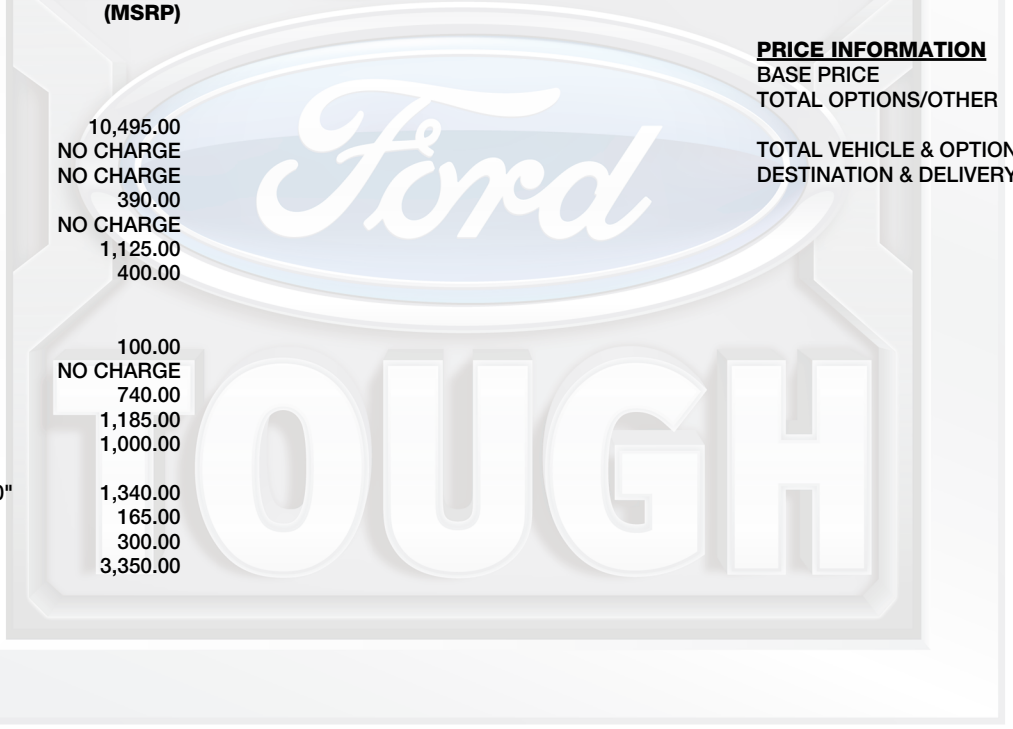 (MSRP)
10,495.00
NO CHARGE
NO CHARGE
390.00
NO CHARGE
1,125.00
400.00
100.00
NO CHARGE
740.00
1,185.00
1,000.00
0" 1,340.00
165.00
300.00
3,350.00
PRICE INFORMATION
BASE PRICE
TOTAL OPTIONS/OTHER
TOTAL VEHICLE & OPTION
DESTINATION & DELIVERY
Ford
TOUGH